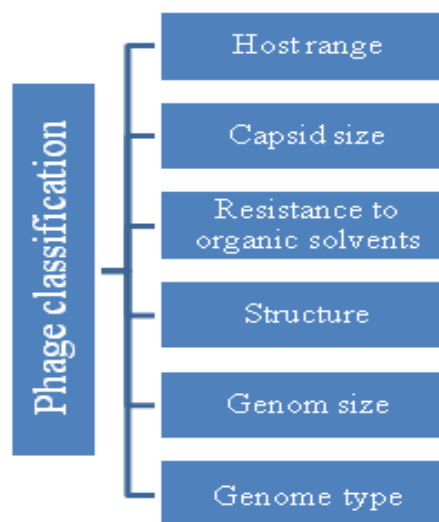 Phage classification
Host range
Capsid size
Resistance to
organic solvents
Structure
Genom size
Genome type